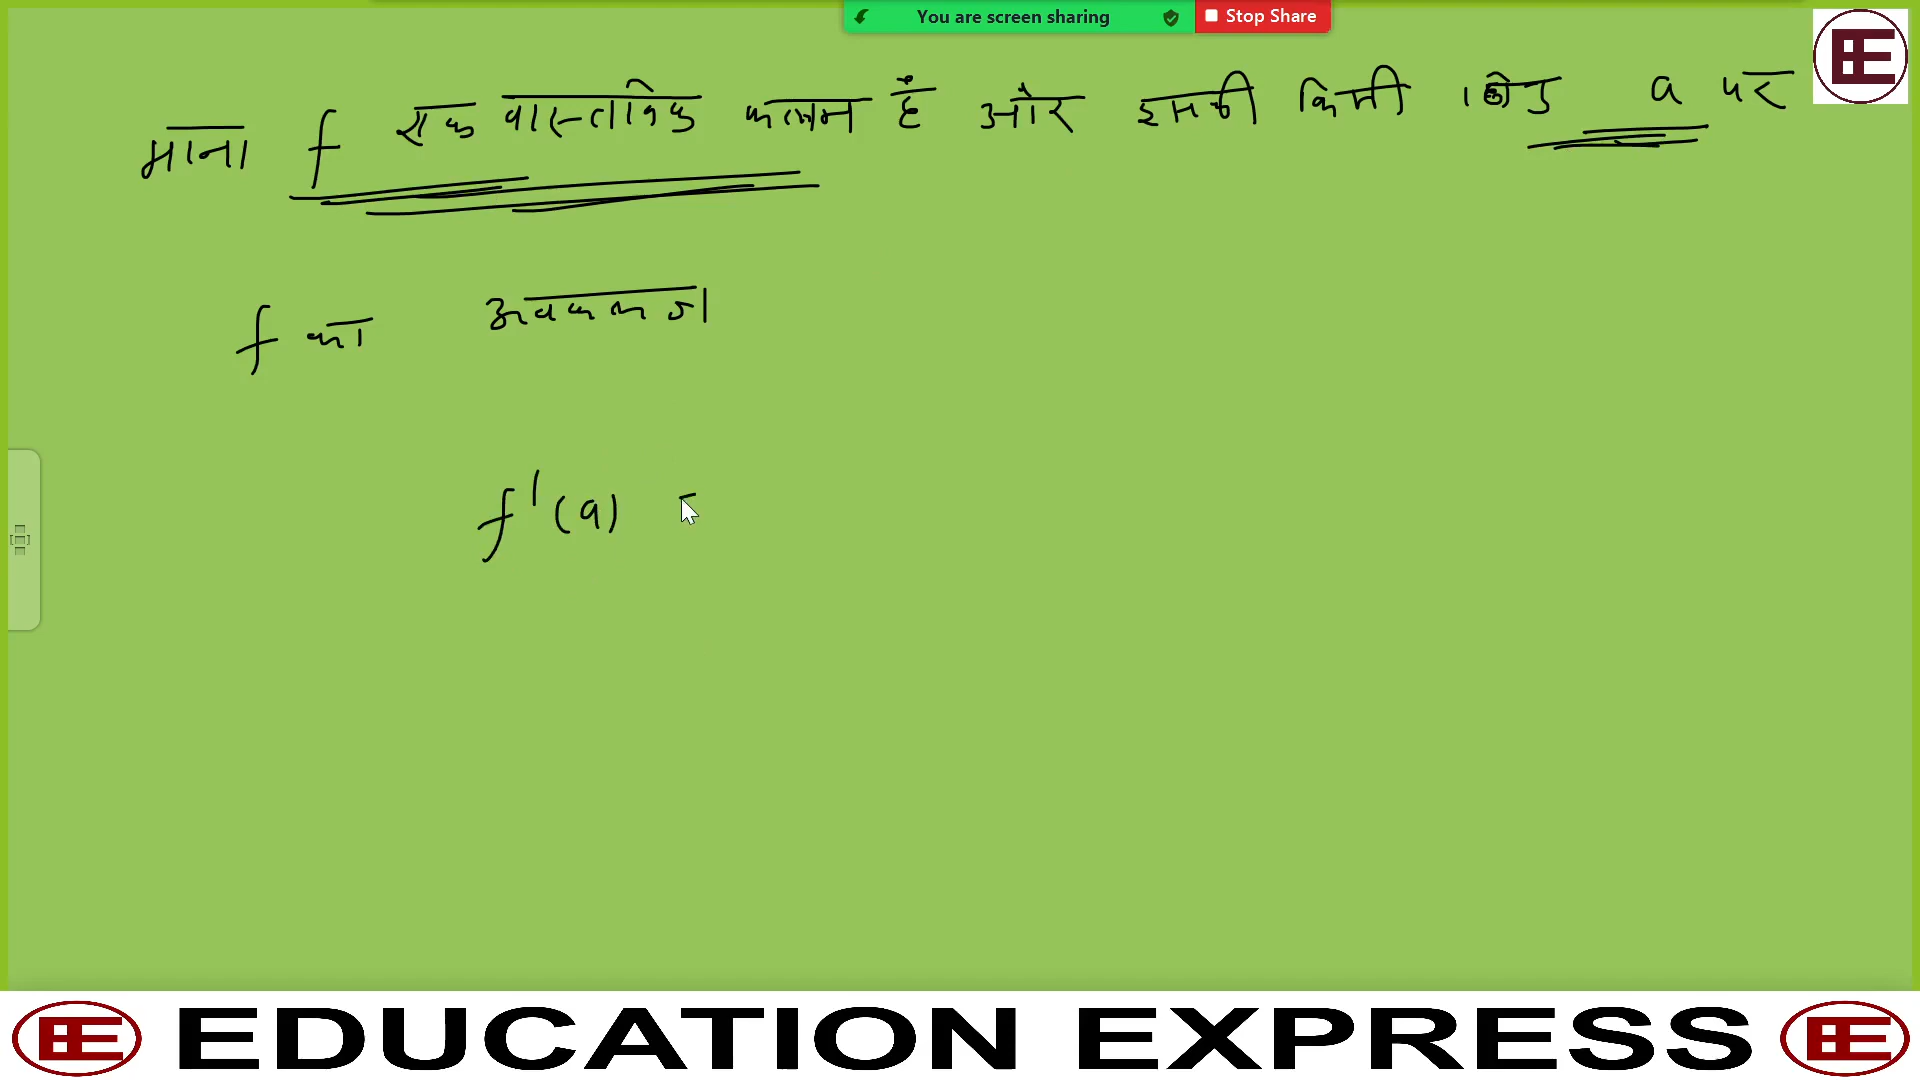 You are screen sharing Stop Share
माना f एक वास्तविक फलन है और इसकी किसी बिंदु a पर
f का अवकलज
f'(a)
EDUCATION EXPRESS